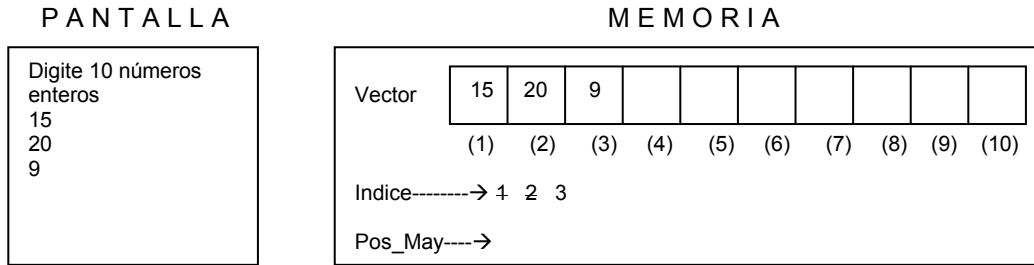 P A N T A L L A
M E M O R I A
Digite 10 números
enteros
15
20
9
Vector 15 20 9
(1) (2) (3) (4) (5) (6) (7) (8) (9) (10)
Indice--------→ 1 2 3
Pos_May----→